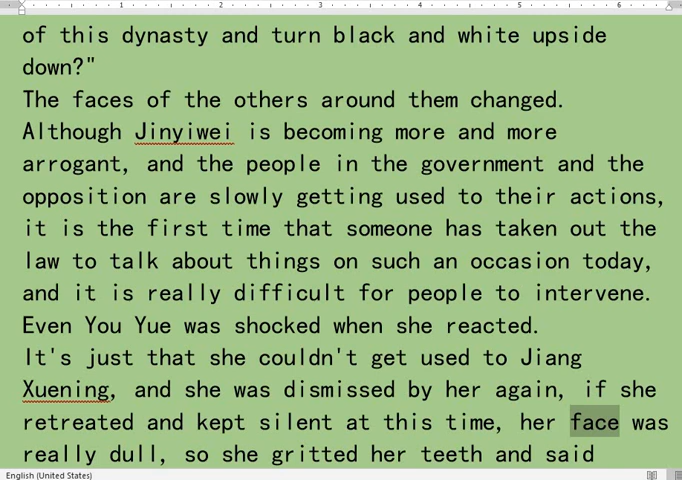 1 2 3 4 5 6
of this dynasty and turn black and white upside
down?"
The faces of the others around them changed.
Although Jinyiwei is becoming more and more
arrogant, and the people in the government and the
opposition are slowly getting used to their actions,
it is the first time that someone has taken out the
law to talk about things on such an occasion today,
and it is really difficult for people to intervene.
Even You Yue was shocked when she reacted.
It's just that she couldn't get used to Jiang
Xuening, and she was dismissed by her again, if she
retreated and kept silent at this time, her face was
really dull, so she gritted her teeth and said
English (United States)